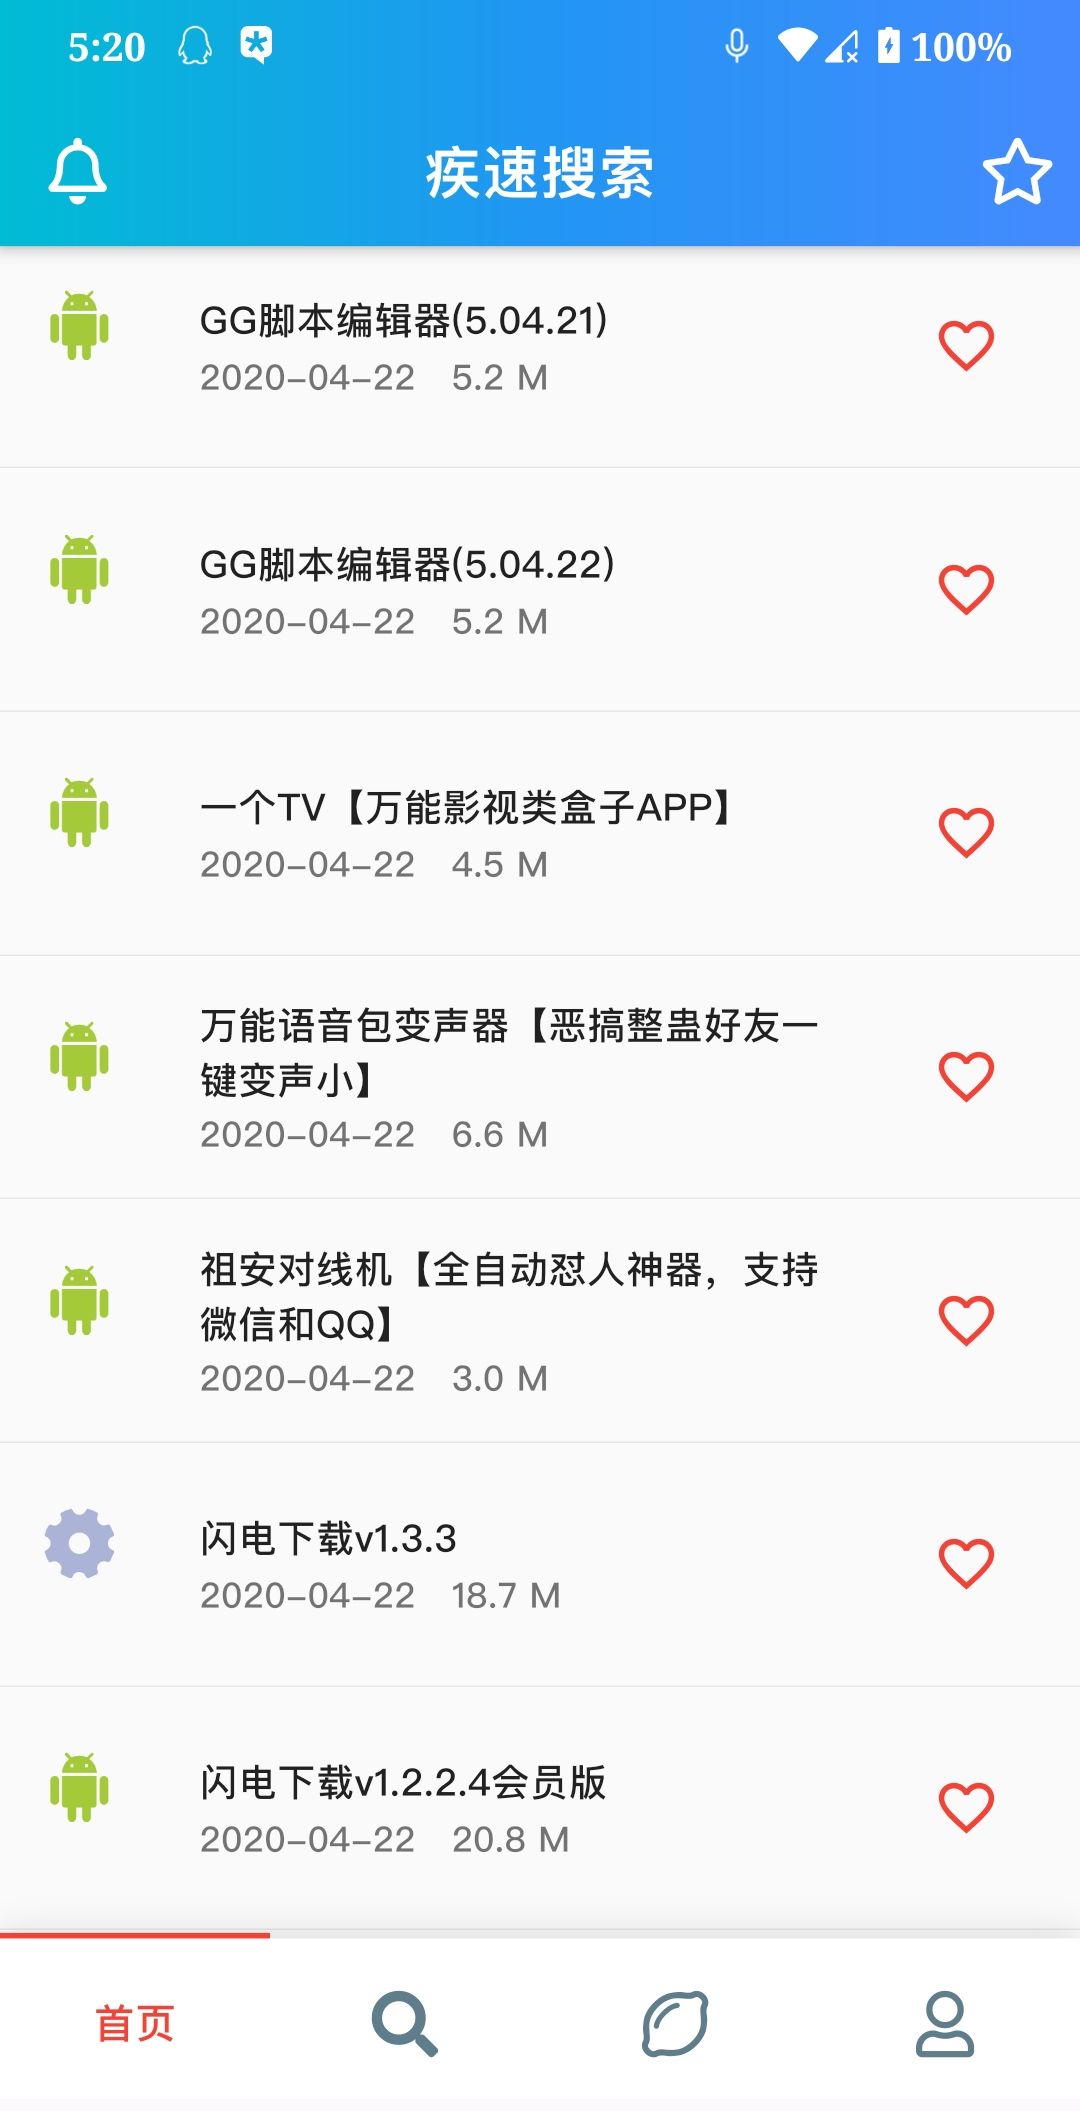 5:20 100%
疾速搜索
GG脚本编辑器(5.04.21)
2020-04-22 5.2 M
GG脚本编辑器(5.04.22)
2020-04-22 5.2 M
一个TV【万能影视类盒子APP】
2020-04-22 4.5 M
万能语音包变声器【恶搞整蛊好友一
键变声小】
2020-04-22 6.6 M
祖安对线机【全自动怼人神器，支持
微信和QQ】
2020-04-22 3.0 M
闪电下载v1.3.3
2020-04-22 18.7 M
闪电下载v1.2.2.4会员版
2020-04-22 20.8 M
首页